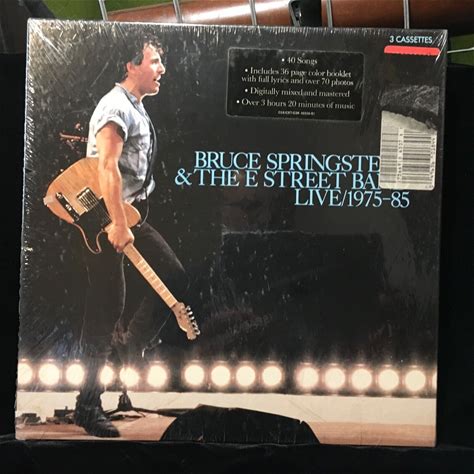 3 CASSETTES
• 40 Songs
• Includes 36 page color booklet
with full lyrics and over 70 photos
• Digitally mixed and mastered
• Over 3 hours 20 minutes of music
BRUCE SPRINGSTE
& THE E STREET BA
LIVE/1975-85